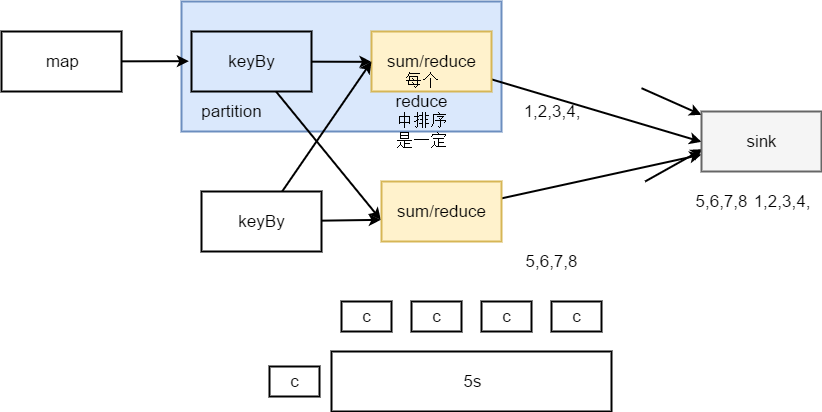 map
keyBy
sum/reduce
每个
reduce
中排序
是一定
partition
1,2,3,4,
sink
keyBy
sum/reduce
5,6,7,8 1,2,3,4,
5,6,7,8
c c c c
c
5s